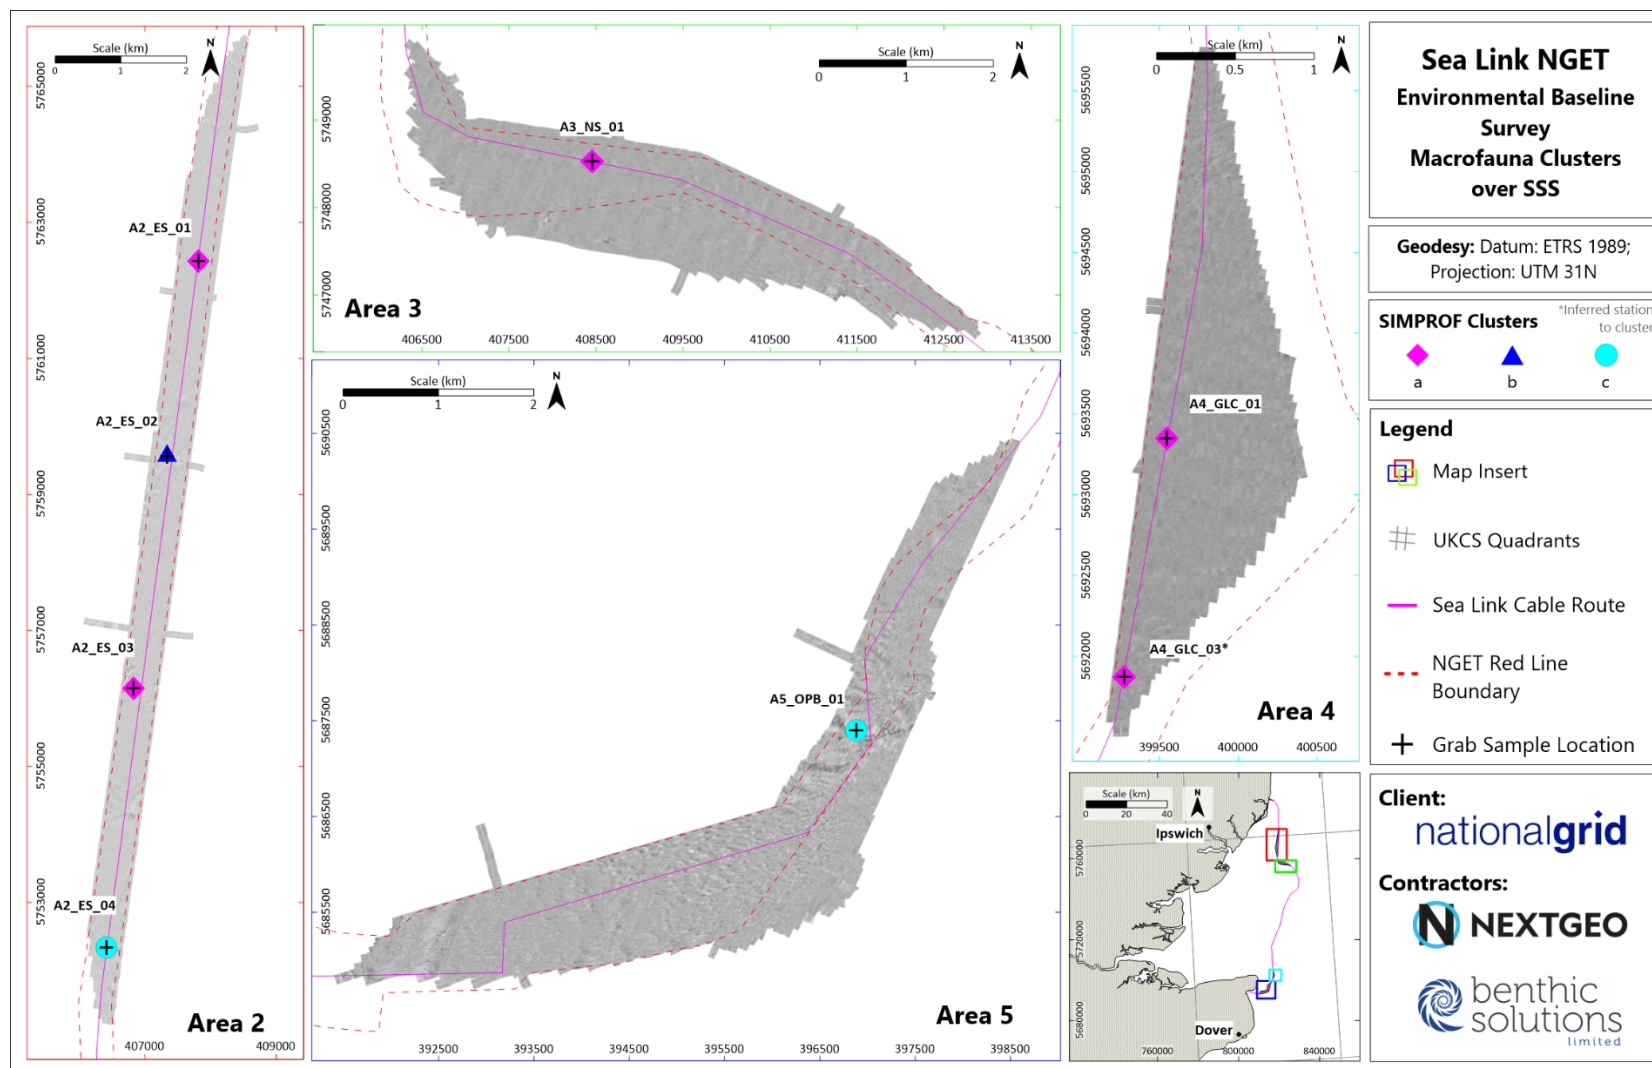 Scale (km)
0 1 2
N
5765000
5763000
5761000
5759000
5757000
5755000
5753000
A2_ES_01
A2_ES_02
A2_ES_03
A2_ES_04
Area 2
407000 409000
Scale (km)
0 1 2
N
5749000
5748000
5747000
A3_NS_01
Area 3
406500 407500 408500 409500 410500 411500 412500 413500
Scale (km)
0 1 2
N
5690500
5689500
5688500
5687500
5686500
5685500
A5_OPB_01
Area 5
392500 393500 394500 395500 396500 397500 398500
Scale (km)
0 0.5 1
N
5695500
5695000
5694500
5694000
5693500
5693000
5692500
5692000
A4_GLC_01
A4_GLC_03*
Area 4
399500 400000 400500
Scale (km)
0 20 40
N
Ipswich
Dover
5760000
5720000
5680000
760000 800000 840000
Sea Link NGET
Environmental Baseline
Survey
Macrofauna Clusters
over SSS
Geodesy: Datum: ETRS 1989;
Projection: UTM 31N
SIMPROF Clusters
*Inferred station
to cluster
a b c
Legend
Map Insert
UKCS Quadrants
Sea Link Cable Route
NGET Red Line
Boundary
Grab Sample Location
Client:
nationalgrid
Contractors:
NEXTGEO
benthic
solutions
limited